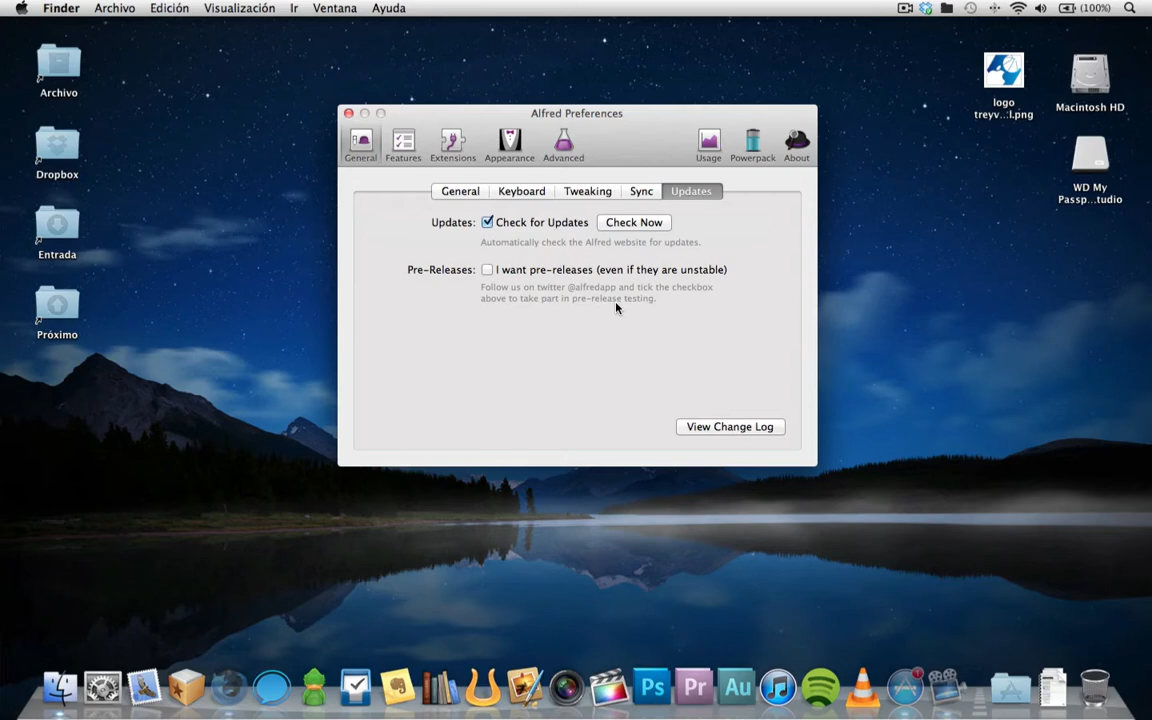 Finder Archivo Edición Visualización Ir Ventana Ayuda (100%)
Archivo
Dropbox
Entrada
Próximo
logo
treyv...l.png
Macintosh HD
WD My
Passp...tudio
Alfred Preferences
General Features Extensions Appearance Advanced Usage Powerpack About
General Keyboard Tweaking Sync Updates
Updates: Check for Updates Check Now
Automatically check the Alfred website for updates.
Pre-Releases: I want pre-releases (even if they are unstable)
Follow us on twitter @alfredapp and tick the checkbox
above to take part in pre-release testing.
View Change Log
Ps Pr Au